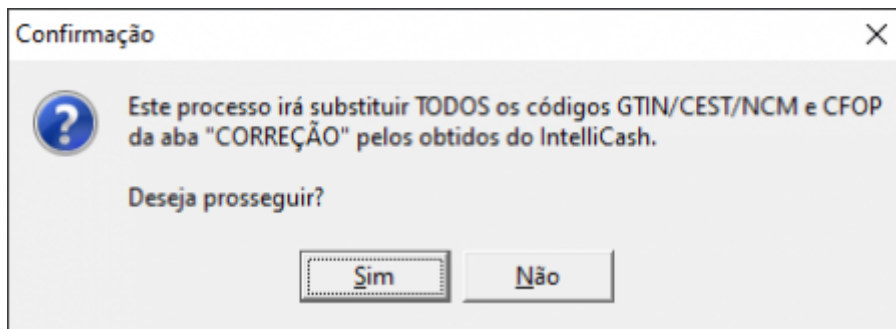 Confirmação
Este processo irá substituir TODOS os códigos GTIN/CEST/NCM e CFOP
da aba "CORREÇÃO" pelos obtidos do IntelliCash.
Deseja prosseguir?
Sim
Não